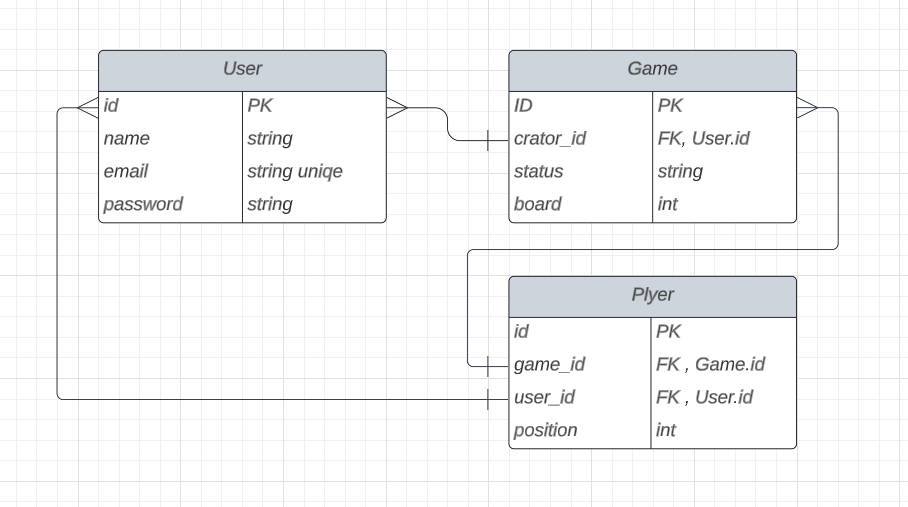 User
id PK
name string
email string uniqe
password string
Game
ID PK
crator_id FK, User.id
status string
board int
Plyer
id PK
game_id FK , Game.id
user_id FK , User.id
position int